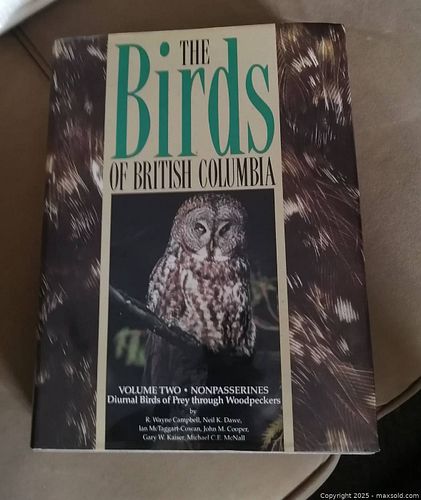 THE
Birds
OF BRITISH COLUMBIA
VOLUME TWO • NONPASSERINES
Diurnal Birds of Prey through Woodpeckers
by
R. Wayne Campbell, Neil K. Dawe,
Ian McTaggart-Cowan, John M. Cooper,
Gary W. Kaiser, Michael C.E. McNall
Copyright 2025 - maxsold.com